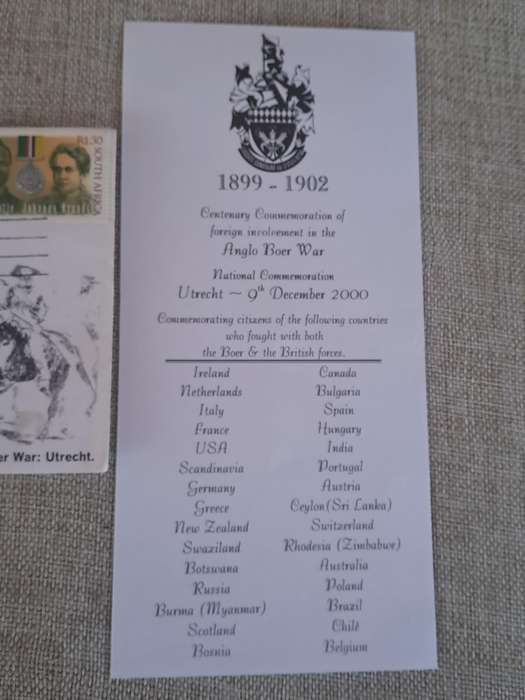 R1.30
SOUTH AFRICA
er War: Utrecht.
1899 - 1902
Centenary Commemoration of
foreign involvement in the
Anglo Boer War
National Commemoration
Utrecht ~ 9th December 2000
Commemorating citizens of the following countries
who fought with both
the Boer & the British forces.
Ireland Canada
Netherlands Bulgaria
Italy Spain
France Hungary
USA India
Scandinavia Portugal
Germany Austria
Greece Ceylon(Sri Lanka)
New Zealand Switzerland
Swaziland Rhodesia (Zimbabwe)
Botswana Australia
Russia Poland
Burma (Myanmar) Brazil
Scotland Chilé
Bosnia Belgium